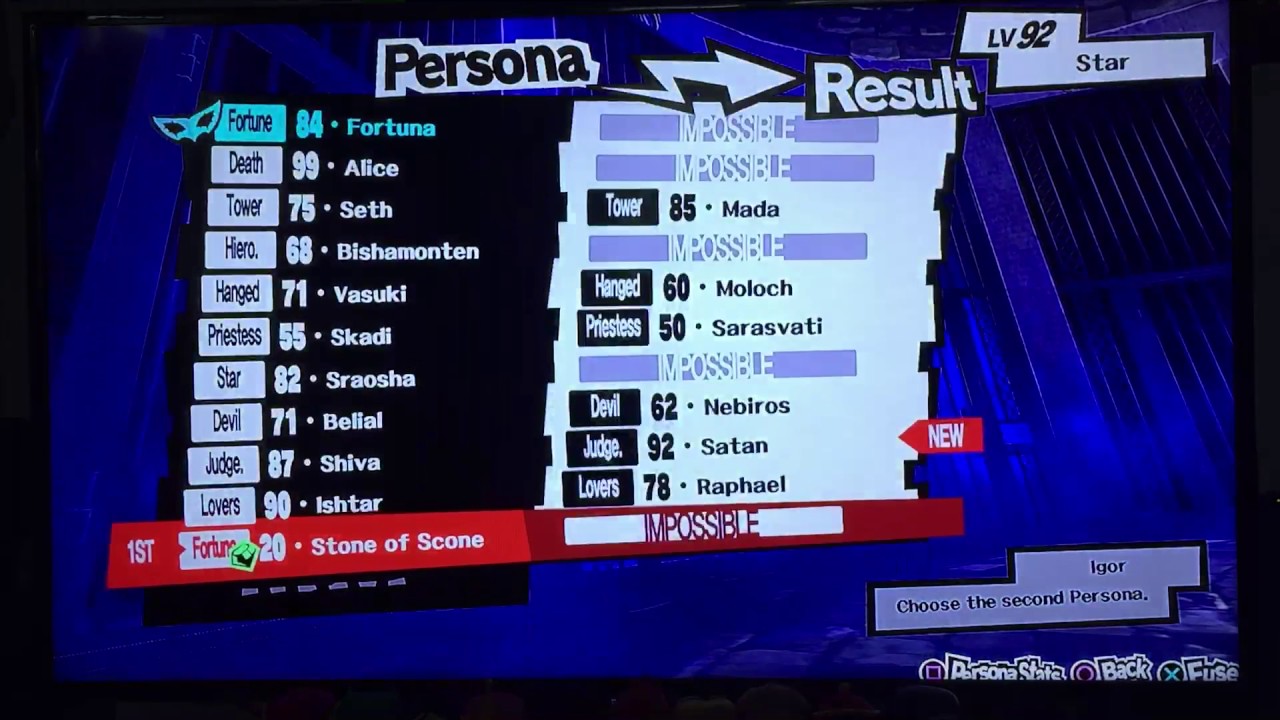 LV 92
Star
Persona → Result
Fortune 84・Fortuna IMPOSSIBLE
Death 99・Alice IMPOSSIBLE
Tower 75・Seth Tower 85・Mada
Hiero. 68・Bishamonten IMPOSSIBLE
Hanged 71・Vasuki Hanged 60・Moloch
Priestess 55・Skadi Priestess 50・Sarasvati
Star 82・Sraosha IMPOSSIBLE
Devil 71・Belial Devil 62・Nebiros
Judge. 87・Shiva Judge. 92・Satan NEW
Lovers 90・Ishtar Lovers 78・Raphael
1ST Fortune 20・Stone of Scone IMPOSSIBLE
Igor
Choose the second Persona.
Persona Stats Back Fuse